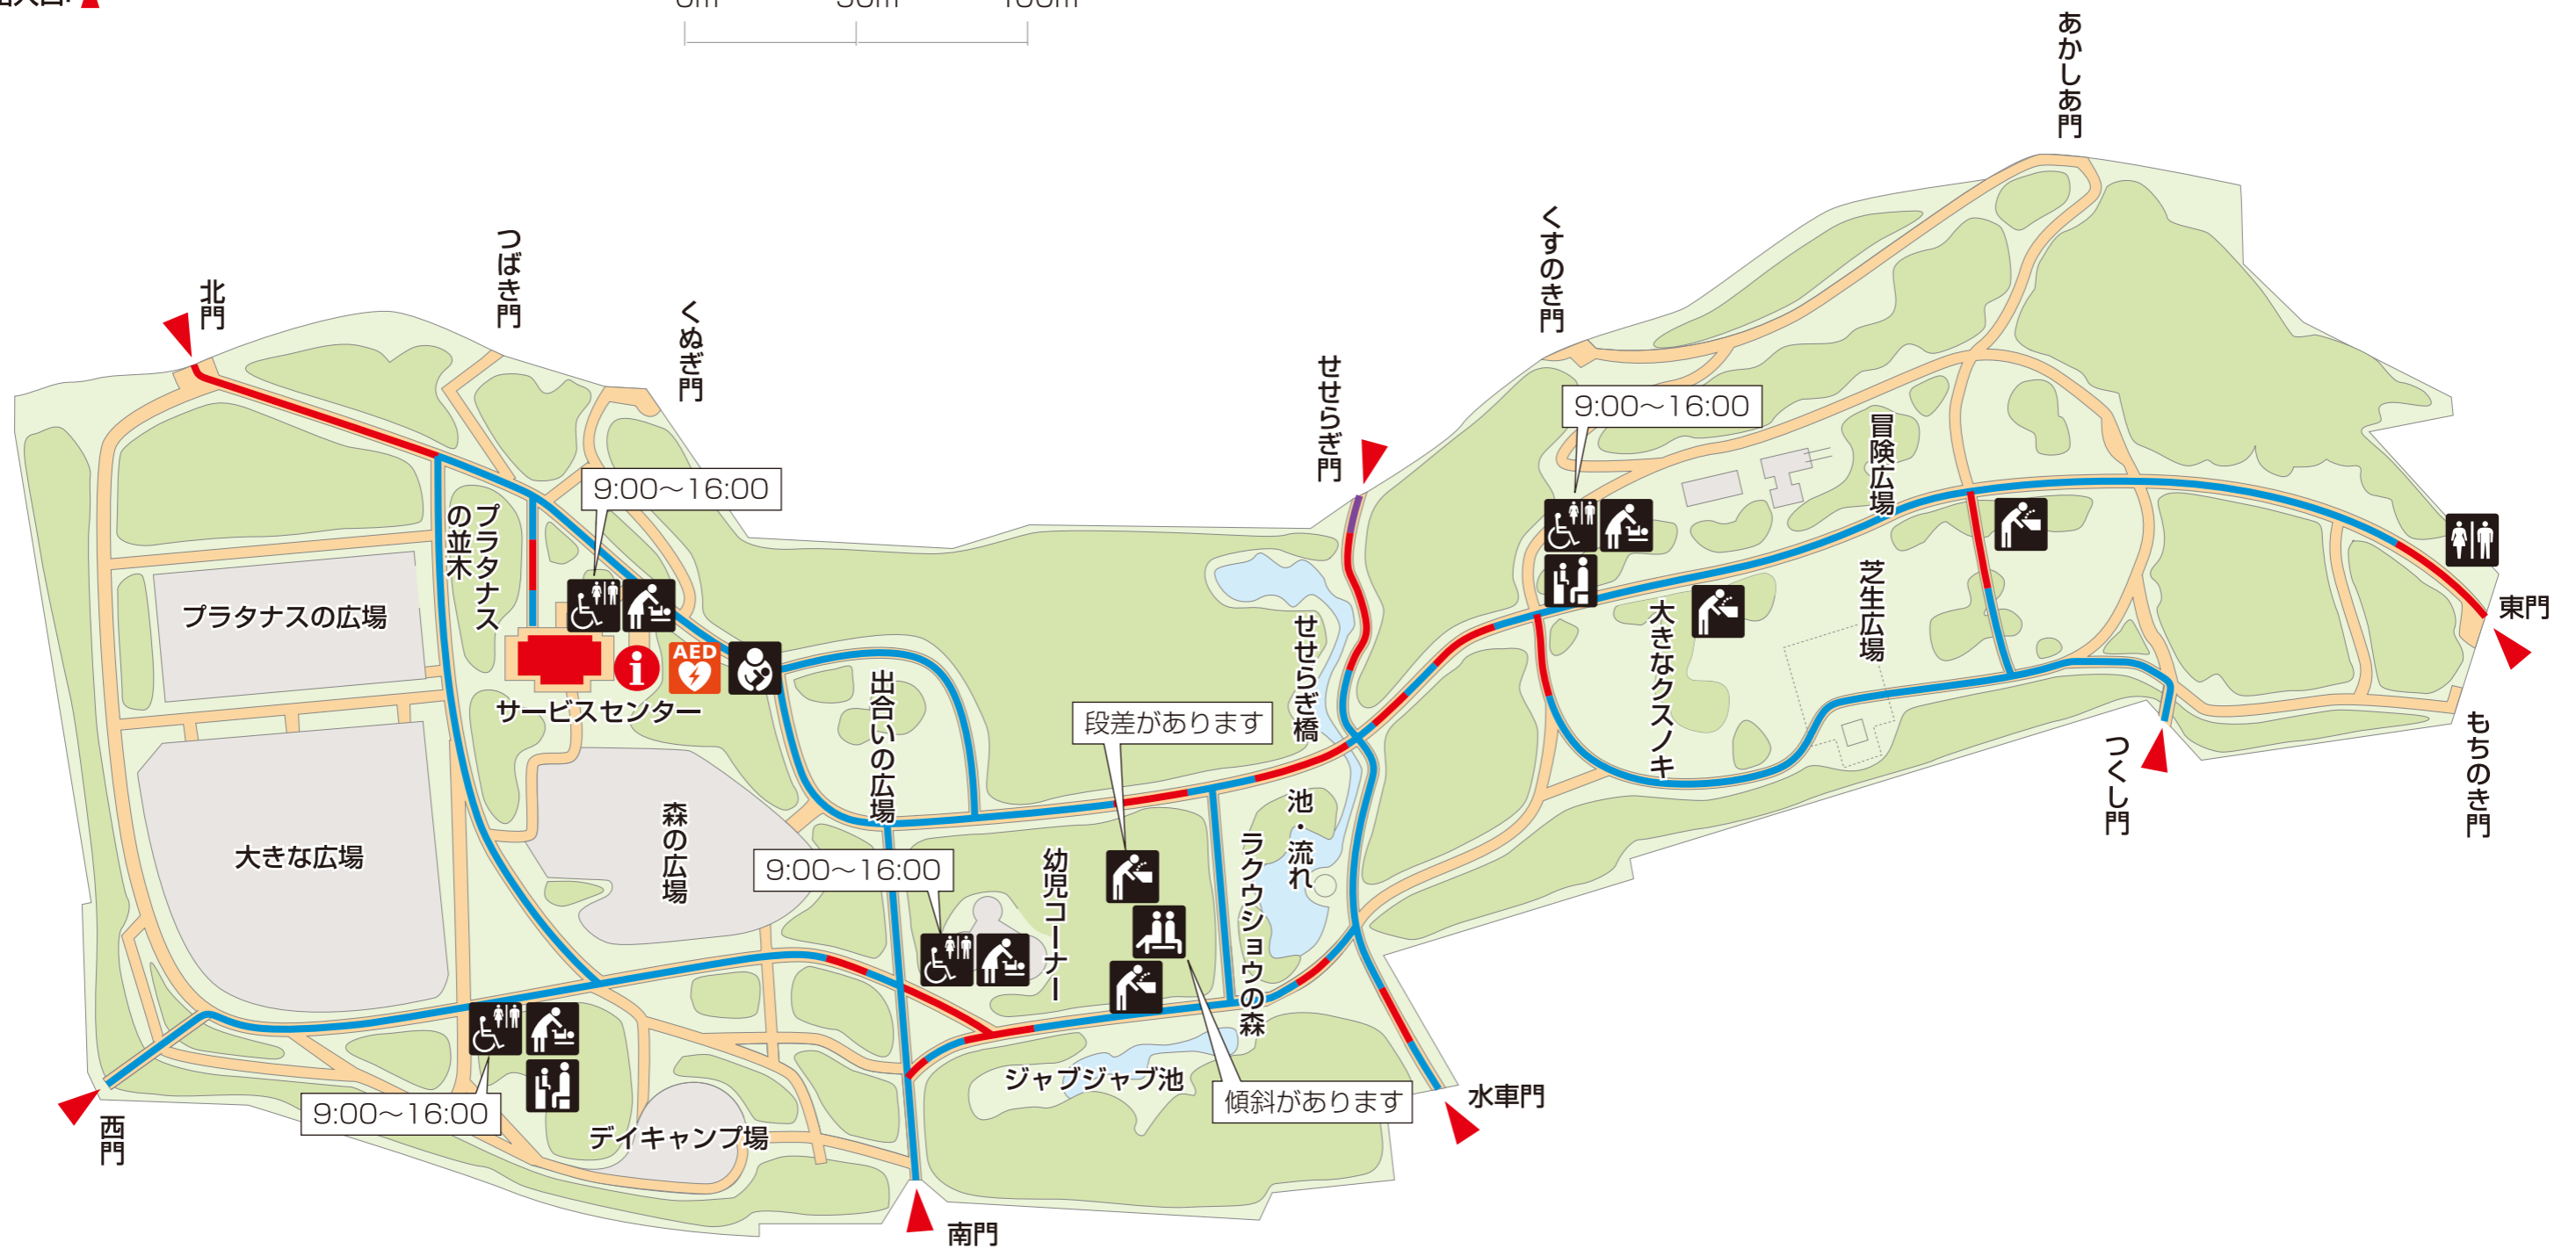 0m 50m 100m
あかしあ門
くすのき門
つばき門
北門
くぬぎ門
せせらぎ門
9:00〜16:00
冒険広場
9:00〜16:00
プラタナス
の並木
芝生広場
大きなクスノキ
東門
プラタナスの広場
AED
i
せせらぎ橋
サービスセンター
出合いの広場
段差があります
つくし門
もちのき門
池・流れ
森の広場
大きな広場
9:00〜16:00
幼児コーナー
ラクウショウの森
ジャブジャブ池
傾斜があります
水車門
9:00〜16:00
西門
デイキャンプ場
南門